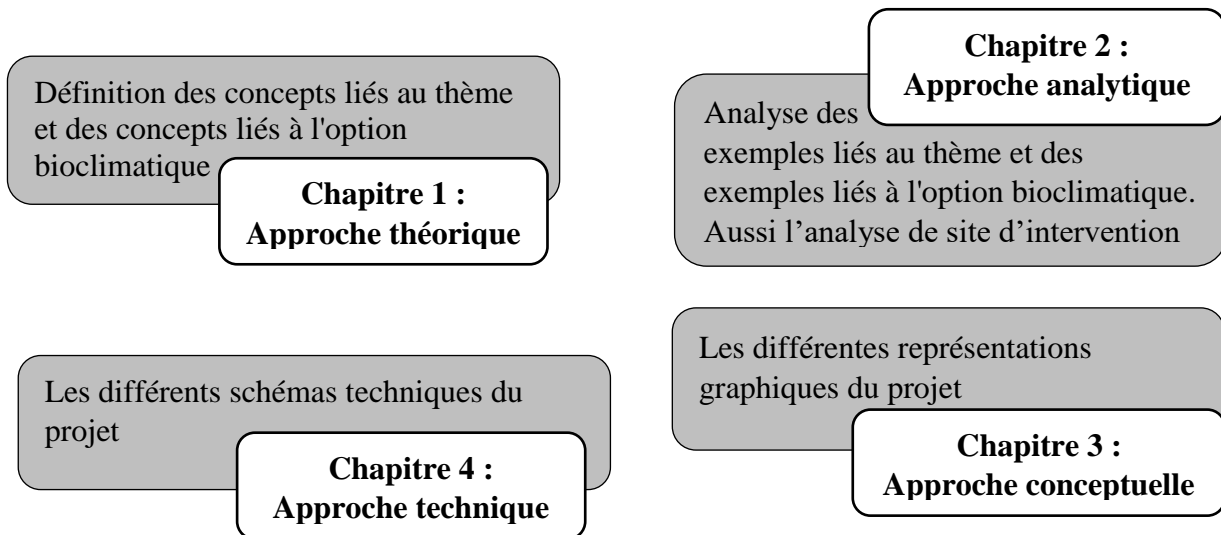 Définition des concepts liés au thème
et des concepts liés à l'option
bioclimatique
Chapitre 1 :
Approche théorique
Chapitre 2 :
Approche analytique
Analyse des
exemples liés au thème et des
exemples liés à l'option bioclimatique.
Aussi l’analyse de site d’intervention
Les différentes représentations
graphiques du projet
Chapitre 3 :
Approche conceptuelle
Les différents schémas techniques du
projet
Chapitre 4 :
Approche technique